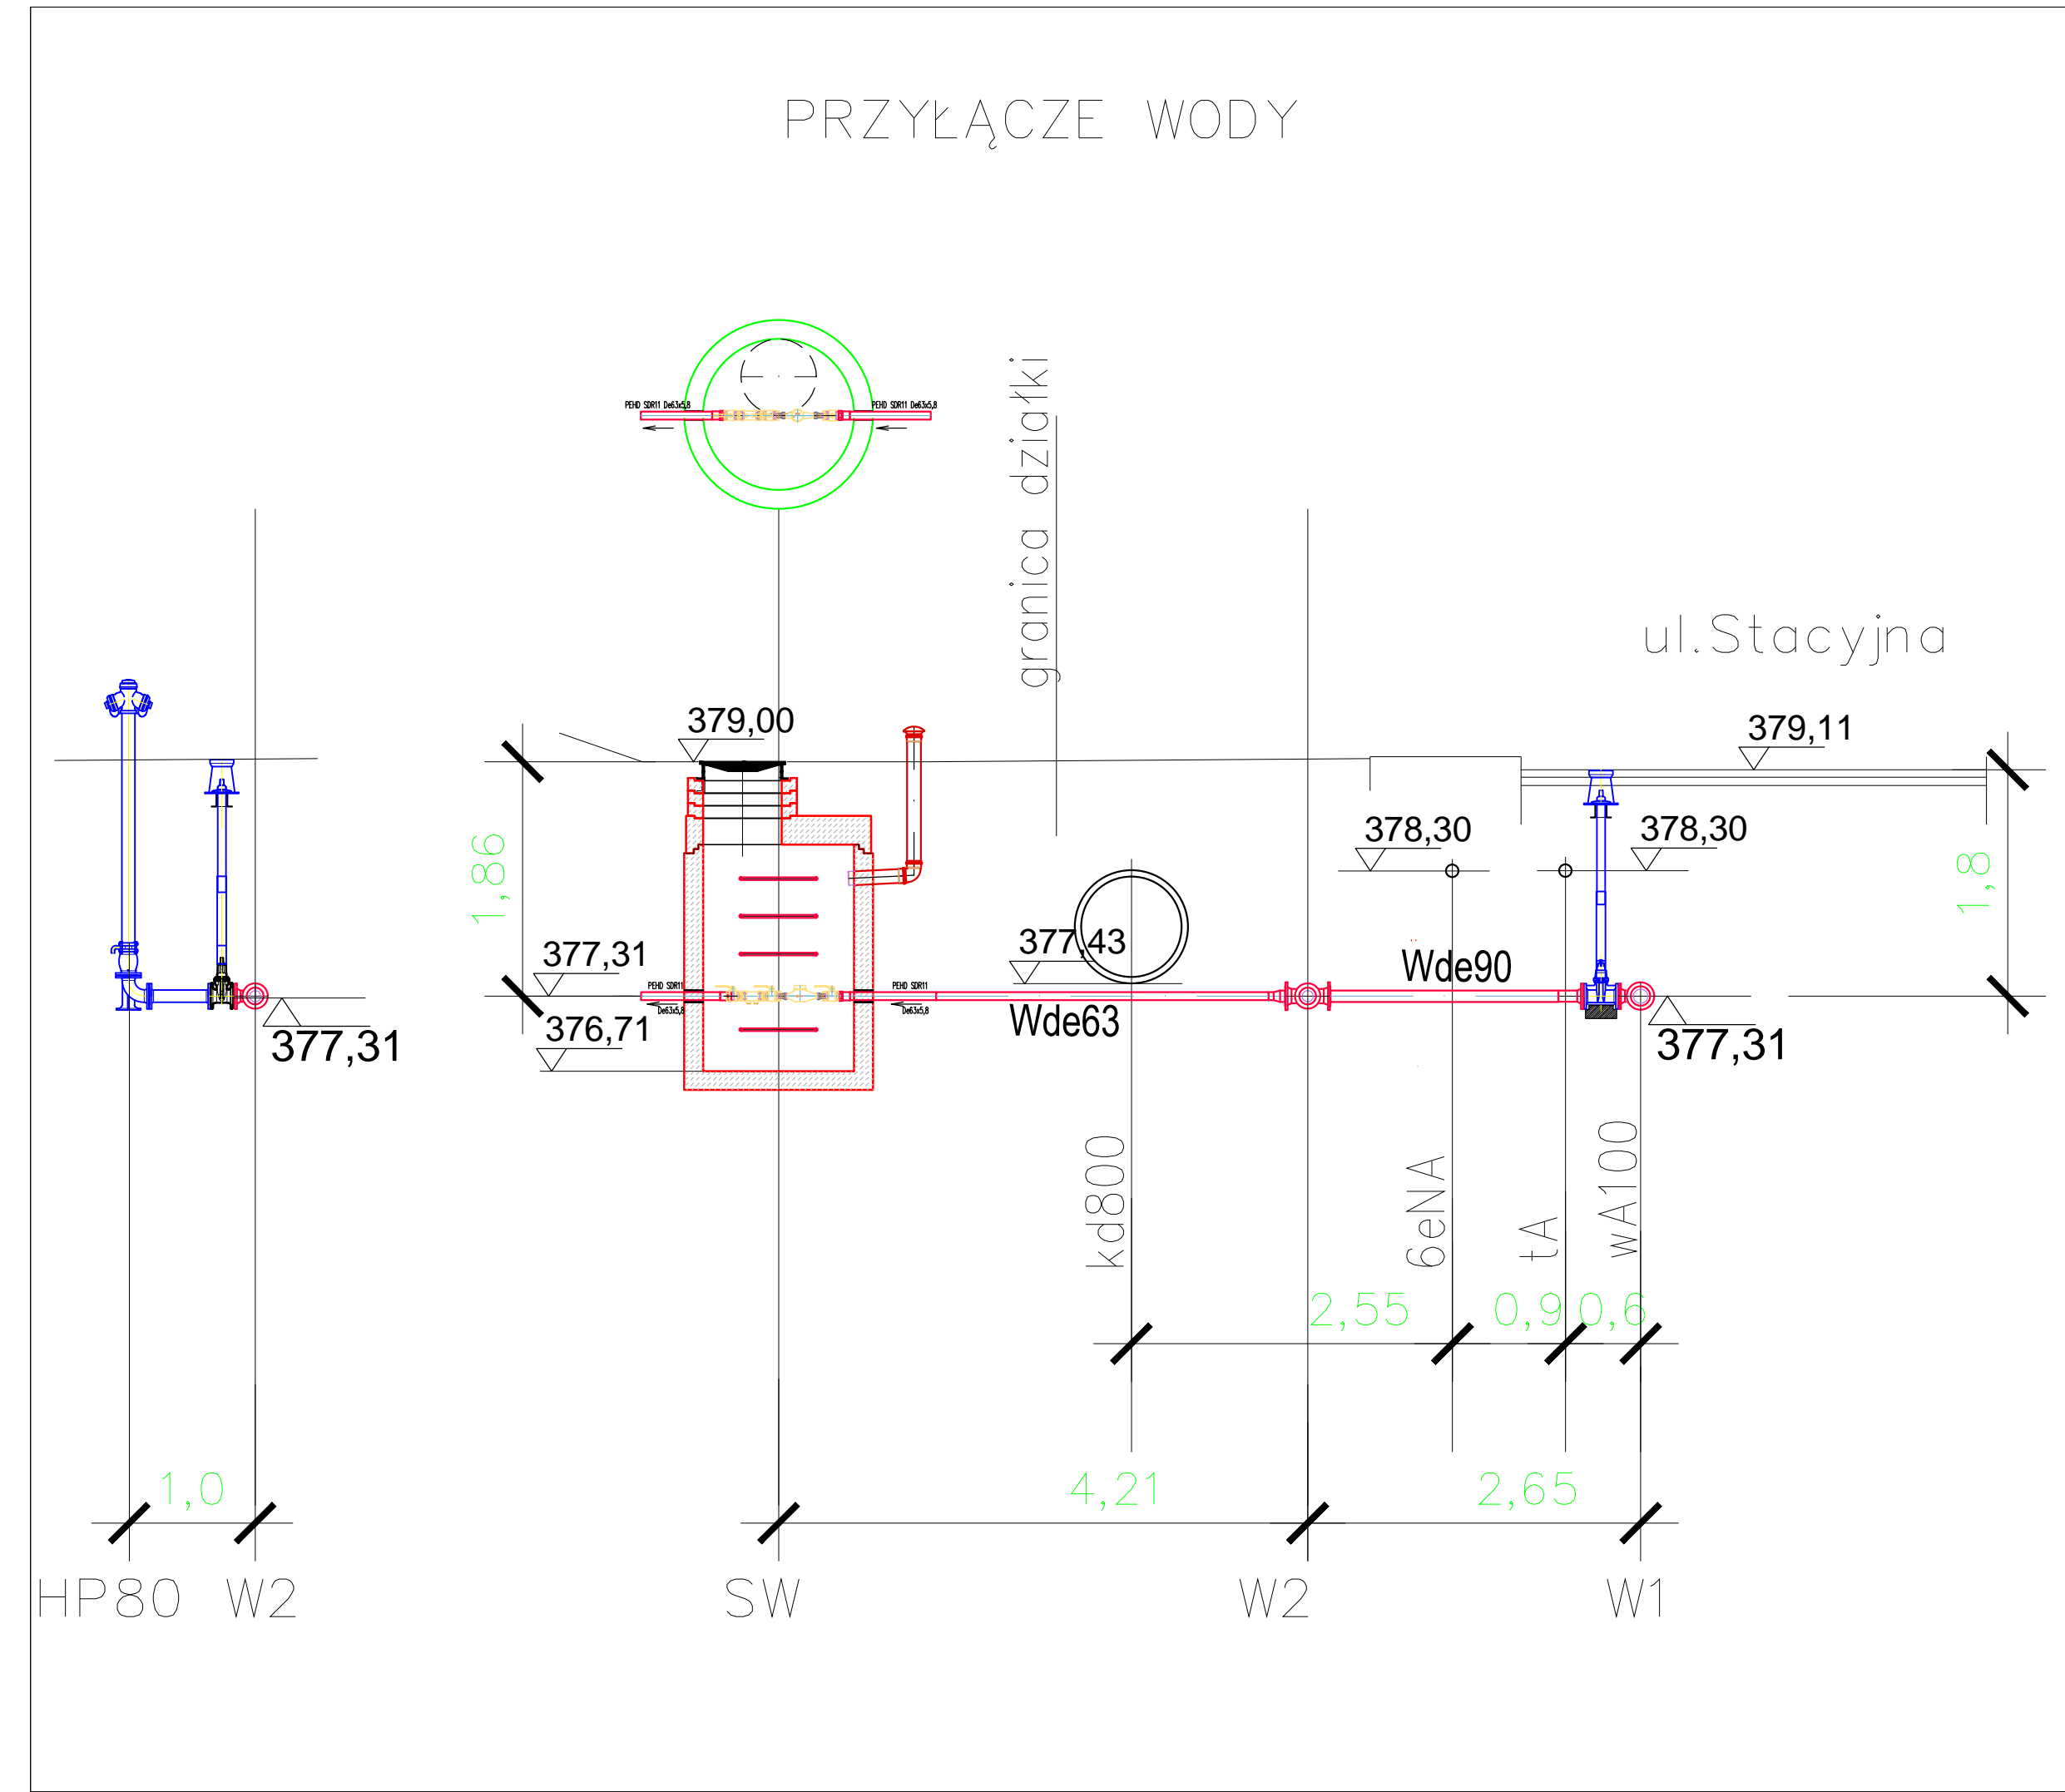 PRZYŁĄCZE WODY
PEHD SDR11 De63x5,8
PEHD SDR11 De63x5,8
granica działki
ul.Stacyjna
379,00
379,11
378,30
378,30
1,86
1,8
377,43
377,31
Wde90
PEHD SDR11
De63x5,8
PEHD SDR11
De63x5,8
Wde63
376,71
377,31
377,31
kd800
6eNA
tA
wA100
2,55
0,9
0,6
1,0
4,21
2,65
HP80
W2
SW
W2
W1